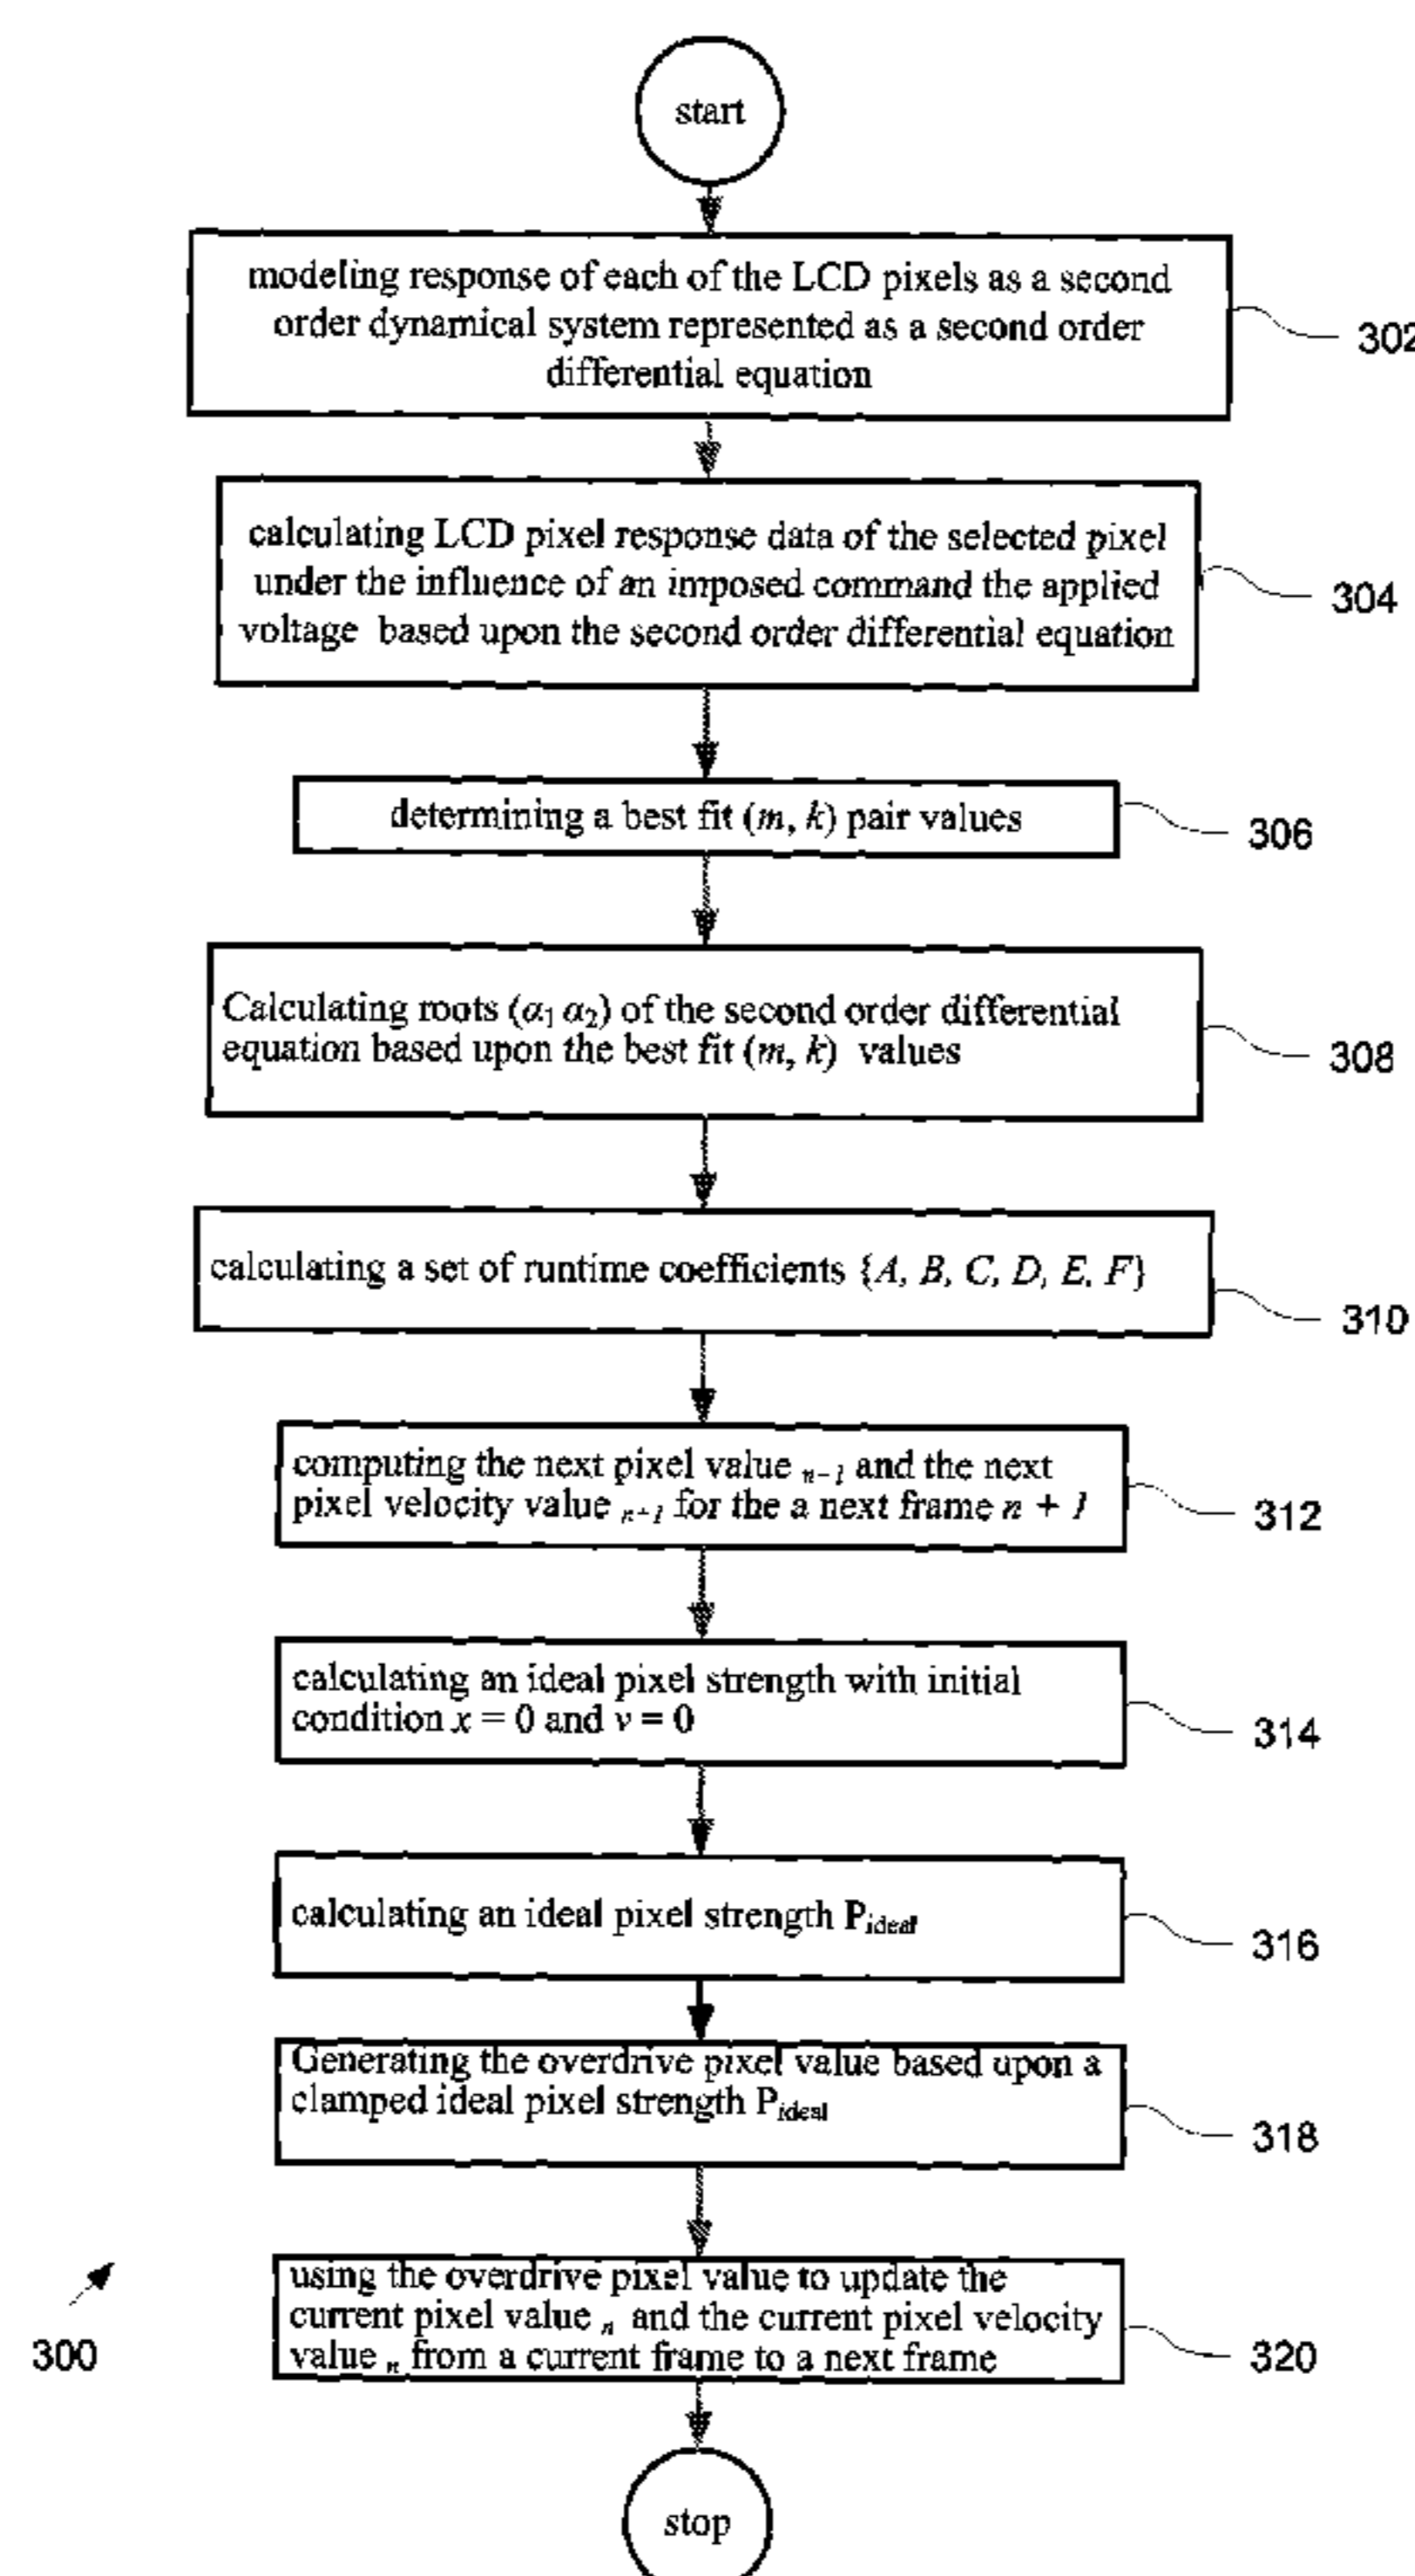 start
modeling response of each of the LCD pixels as a second
order dynamical system represented as a second order
differential equation
302
calculating LCD pixel response data of the selected pixel
under the influence of an imposed command the applied
voltage based upon the second order differential equation
304
determining a best fit (m, k) pair values
306
Calculating roots (α₁ α₂) of the second order differential
equation based upon the best fit (m, k) values
308
calculating a set of runtime coefficients {A, B, C, D, E, F}
310
computing the next pixel value n-1 and the next
pixel velocity value n+1 for the a next frame n + 1
312
calculating an ideal pixel strength with initial
condition x = 0 and v = 0
314
calculating an ideal pixel strength Pideal
316
Generating the overdrive pixel value based upon a
clamped ideal pixel strength Pideal
318
using the overdrive pixel value to update the
current pixel value n and the current pixel velocity
value n from a current frame to a next frame
320
300
stop